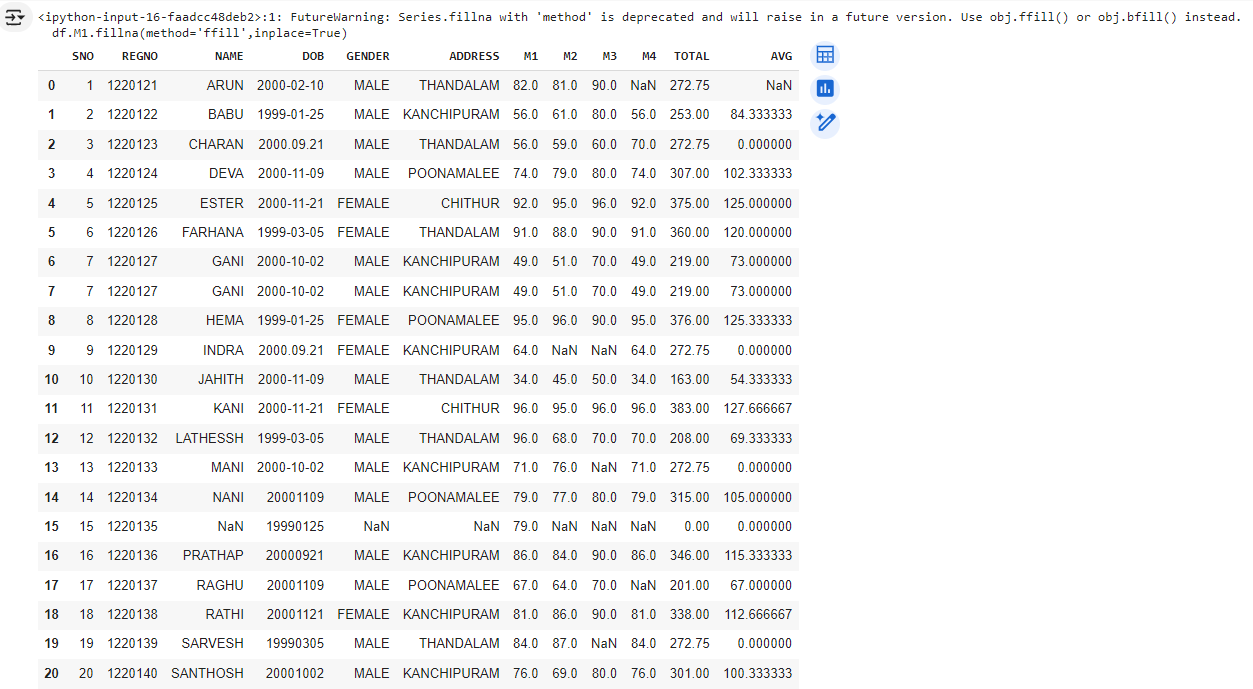 <ipython-input-16-faadcc48deb2>:1: FutureWarning: Series.fillna with 'method' is deprecated and will raise in a future version. Use obj.ffill() or obj.bfill() instead.
df.M1.fillna(method='ffill',inplace=True)
SNO REGNO NAME DOB GENDER ADDRESS M1 M2 M3 M4 TOTAL AVG
0 1 1220121 ARUN 2000-02-10 MALE THANDALAM 82.0 81.0 90.0 NaN 272.75 NaN
1 2 1220122 BABU 1999-01-25 MALE KANCHIPURAM 56.0 61.0 80.0 56.0 253.00 84.333333
2 3 1220123 CHARAN 2000.09.21 MALE THANDALAM 56.0 59.0 60.0 70.0 272.75 0.000000
3 4 1220124 DEVA 2000-11-09 MALE POONAMALEE 74.0 79.0 80.0 74.0 307.00 102.333333
4 5 1220125 ESTER 2000-11-21 FEMALE CHITHUR 92.0 95.0 96.0 92.0 375.00 125.000000
5 6 1220126 FARHANA 1999-03-05 FEMALE THANDALAM 91.0 88.0 90.0 91.0 360.00 120.000000
6 7 1220127 GANI 2000-10-02 MALE KANCHIPURAM 49.0 51.0 70.0 49.0 219.00 73.000000
7 7 1220127 GANI 2000-10-02 MALE KANCHIPURAM 49.0 51.0 70.0 49.0 219.00 73.000000
8 8 1220128 HEMA 1999-01-25 FEMALE POONAMALEE 95.0 96.0 90.0 95.0 376.00 125.333333
9 9 1220129 INDRA 2000.09.21 FEMALE KANCHIPURAM 64.0 NaN NaN 64.0 272.75 0.000000
10 10 1220130 JAHITH 2000-11-09 MALE THANDALAM 34.0 45.0 50.0 34.0 163.00 54.333333
11 11 1220131 KANI 2000-11-21 FEMALE CHITHUR 96.0 95.0 96.0 96.0 383.00 127.666667
12 12 1220132 LATHESSH 1999-03-05 MALE THANDALAM 96.0 68.0 70.0 70.0 208.00 69.333333
13 13 1220133 MANI 2000-10-02 MALE KANCHIPURAM 71.0 76.0 NaN 71.0 272.75 0.000000
14 14 1220134 NANI 20001109 MALE POONAMALEE 79.0 77.0 80.0 79.0 315.00 105.000000
15 15 1220135 NaN 19990125 NaN NaN 79.0 NaN NaN NaN 0.00 0.000000
16 16 1220136 PRATHAP 20000921 MALE KANCHIPURAM 86.0 84.0 90.0 86.0 346.00 115.333333
17 17 1220137 RAGHU 20001109 MALE POONAMALEE 67.0 64.0 70.0 NaN 201.00 67.000000
18 18 1220138 RATHI 20001121 FEMALE KANCHIPURAM 81.0 86.0 90.0 81.0 338.00 112.666667
19 19 1220139 SARVESH 19990305 MALE THANDALAM 84.0 87.0 NaN 84.0 272.75 0.000000
20 20 1220140 SANTHOSH 20001002 MALE KANCHIPURAM 76.0 69.0 80.0 76.0 301.00 100.333333